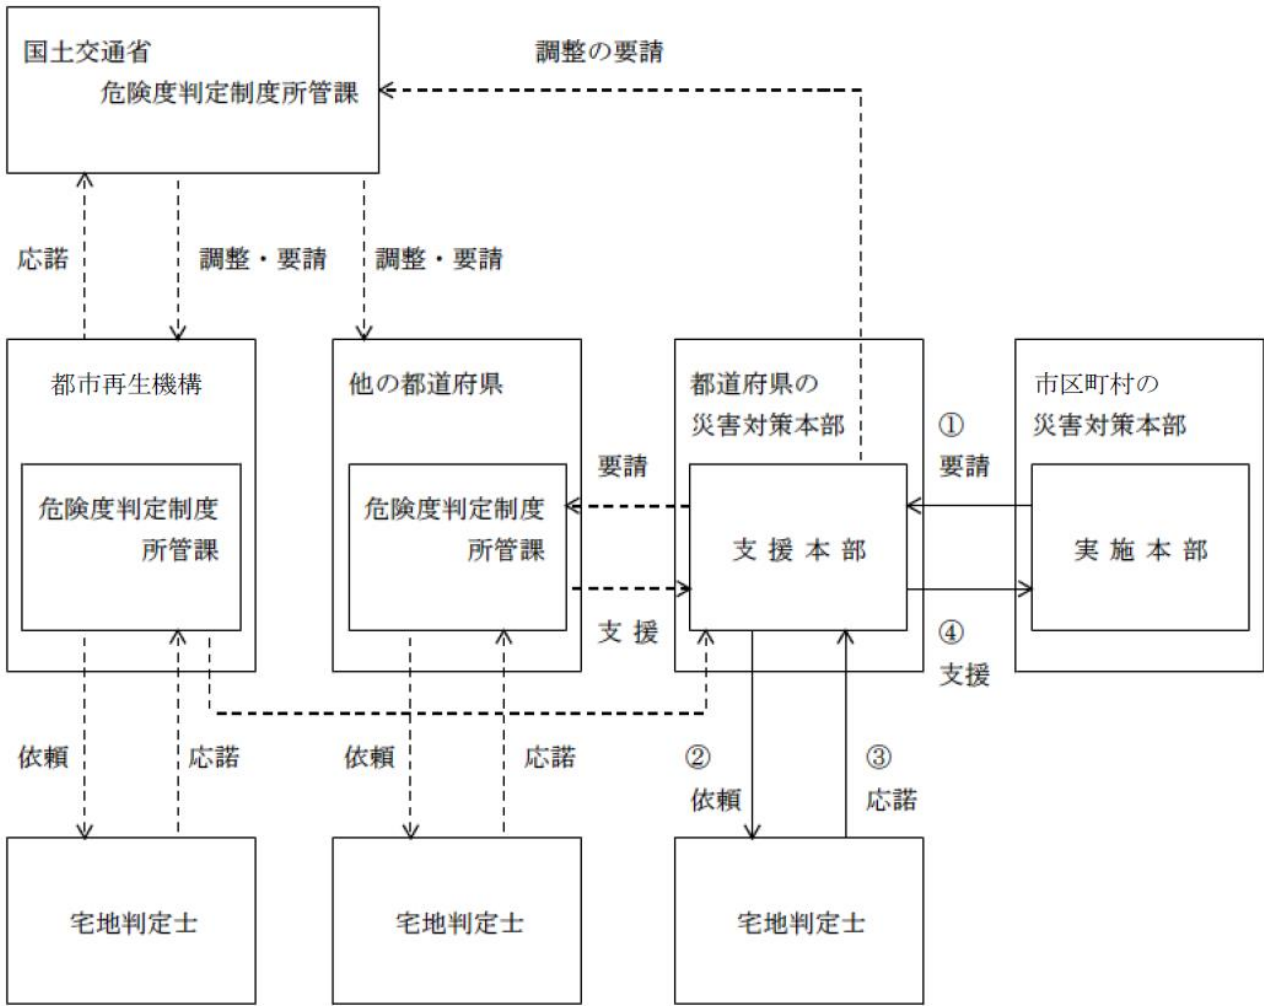 国土交通省
危険度判定制度所管課
調整の要請
応諾
調整・要請
調整・要請
都市再生機構
他の都道府県
都道府県の
災害対策本部
市区町村の
災害対策本部
①
要請
要請
危険度判定制度
所管課
危険度判定制度
所管課
支援本部
実施本部
支援
④
支援
依頼
応諾
依頼
応諾
②
依頼
③
応諾
宅地判定士
宅地判定士
宅地判定士